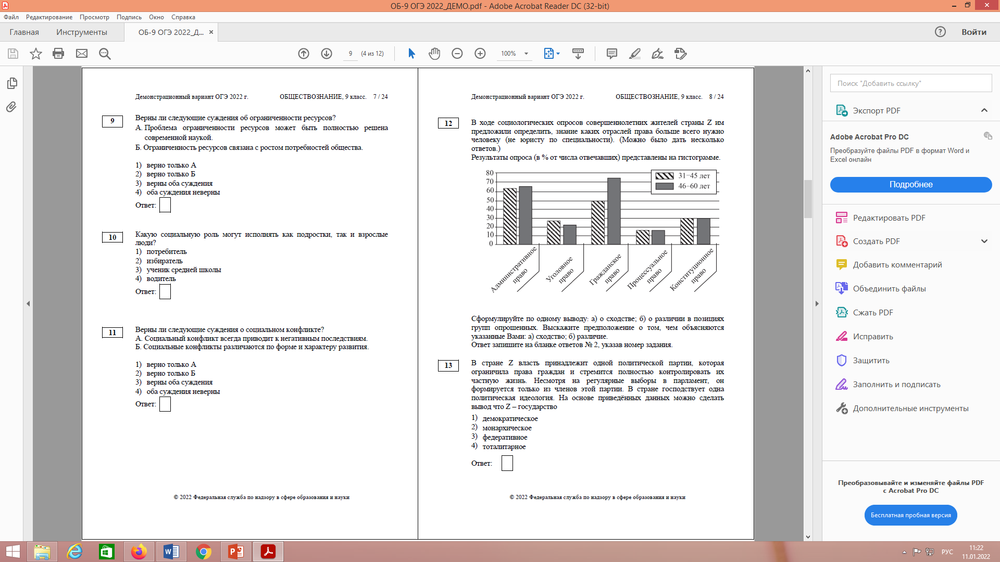 ОБ-9 ОГЭ 2022_ДЕМО.pdf - Adobe Acrobat Reader DC (32-bit)
Файл Редактирование Просмотр Подпись Окно Справка
Главная Инструменты ОБ-9 ОГЭ 2022_Д... × Войти
9 (4 из 12) 100%
Демонстрационный вариант ОГЭ 2022 г. ОБЩЕСТВОЗНАНИЕ, 9 класс. 7 / 24
9 Верны ли следующие суждения об ограниченности ресурсов?
А. Проблема ограниченности ресурсов может быть полностью решена
современной наукой.
Б. Ограниченность ресурсов связана с ростом потребностей общества.
1) верно только А
2) верно только Б
3) верны оба суждения
4) оба суждения неверны
Ответ:
10 Какую социальную роль могут исполнять как подростки, так и взрослые
люди?
1) потребитель
2) избиратель
3) ученик средней школы
4) водитель
Ответ:
11 Верны ли следующие суждения о социальном конфликте?
А. Социальный конфликт всегда приводит к негативным последствиям.
Б. Социальные конфликты различаются по форме и характеру развития.
1) верно только А
2) верно только Б
3) верны оба суждения
4) оба суждения неверны
Ответ:
© 2022 Федеральная служба по надзору в сфере образования и науки
Демонстрационный вариант ОГЭ 2022 г. ОБЩЕСТВОЗНАНИЕ, 9 класс. 8 / 24
12 В ходе социологических опросов совершеннолетних жителей страны Z им
предложили определить, знание каких отраслей права больше всего нужно
человеку (не юристу по специальности). (Можно было дать несколько
ответов.)
Результаты опроса (в % от числа отвечавших) представлены на гистограмме.
80
70
60
50
40
30
20
10
0
31–45 лет
46–60 лет
Административное
право
Уголовное
право
Гражданское
право
Процессуальное
право
Конституционное
право
Сформулируйте по одному выводу: а) о сходстве; б) о различии в позициях
групп опрошенных. Выскажите предположение о том, чем объясняются
указанные Вами: а) сходство; б) различие.
Ответ запишите на бланке ответов № 2, указав номер задания.
13 В стране Z власть принадлежит одной политической партии, которая
ограничила права граждан и стремится полностью контролировать их
частную жизнь. Несмотря на регулярные выборы в парламент, он
формируется только из членов этой партии. В стране господствует одна
политическая идеология. На основе приведённых данных можно сделать
вывод что Z – государство
1) демократическое
2) монархическое
3) федеративное
4) тоталитарное
Ответ:
© 2022 Федеральная служба по надзору в сфере образования и науки
Поиск "Добавить ссылку"
Экспорт PDF
Adobe Acrobat Pro DC
Преобразуйте файлы PDF в формат Word и
Excel онлайн
Подробнее
Редактировать PDF
Создать PDF
Добавить комментарий
Объединить файлы
Сжать PDF
Исправить
Защитить
Заполнить и подписать
Дополнительные инструменты
Преобразовывайте и изменяйте файлы PDF
с Acrobat Pro DC
Бесплатная пробная версия
РУС
11:22
11.01.2022